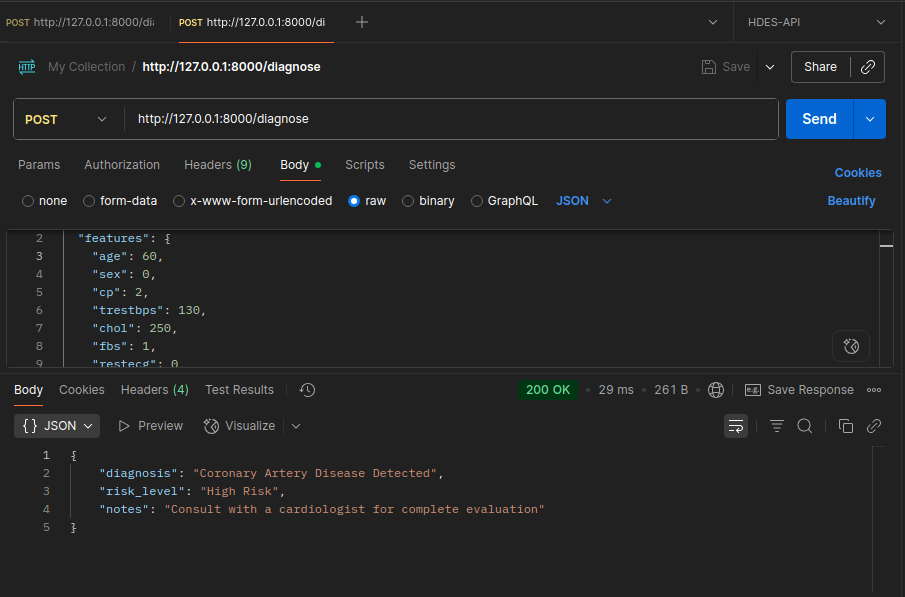 POST http://127.0.0.1:8000/di
POST http://127.0.0.1:8000/di
HDES-API
HTTP My Collection / http://127.0.0.1:8000/diagnose
Save
Share
POST
http://127.0.0.1:8000/diagnose
Send
Params Authorization Headers (9) Body Scripts Settings
Cookies
none form-data x-www-form-urlencoded raw binary GraphQL JSON
Beautify
2 "features": {
3 "age": 60,
4 "sex": 0,
5 "cp": 2,
6 "trestbps": 130,
7 "chol": 250,
8 "fbs": 1,
9 "restecg": 0,
Body Cookies Headers (4) Test Results
200 OK 29 ms 261 B
e.g. Save Response
{} JSON Preview Visualize
1 {
2 "diagnosis": "Coronary Artery Disease Detected",
3 "risk_level": "High Risk",
4 "notes": "Consult with a cardiologist for complete evaluation"
5 }